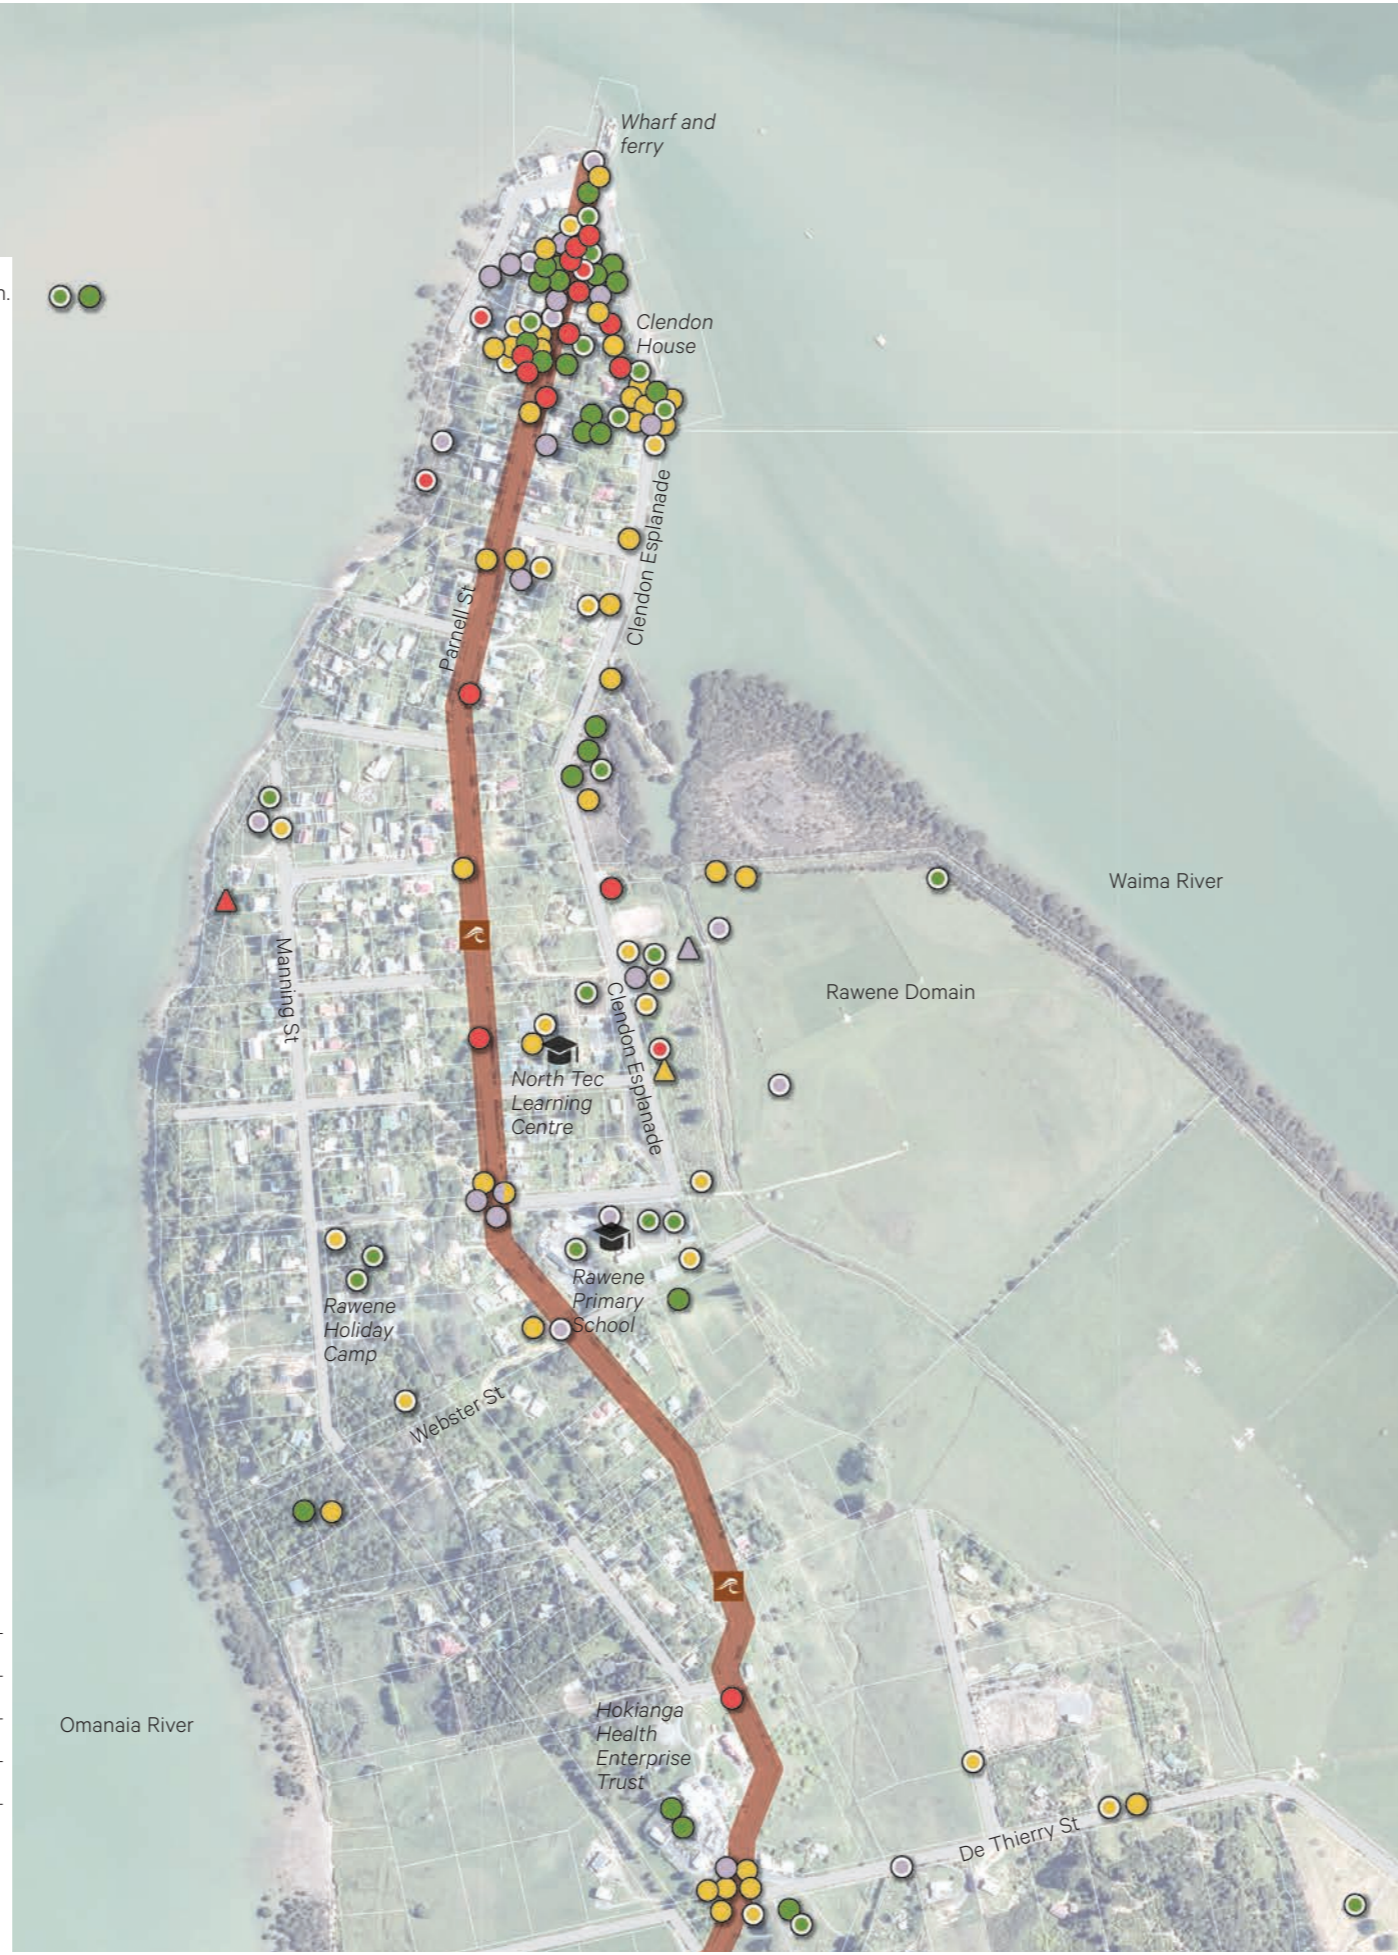 Wharf and
ferry
n.
Clendon
House
Clendon Esplanade
Parnell St
Waima River
Manning St
Rawene Domain
Clendon Esplanade
North Tec
Learning
Centre
Rawene
Primary
School
Rawene
Holiday
Camp
Webster St
Hokianga
Health
Enterprise
Trust
Omanaia River
De Thierry St